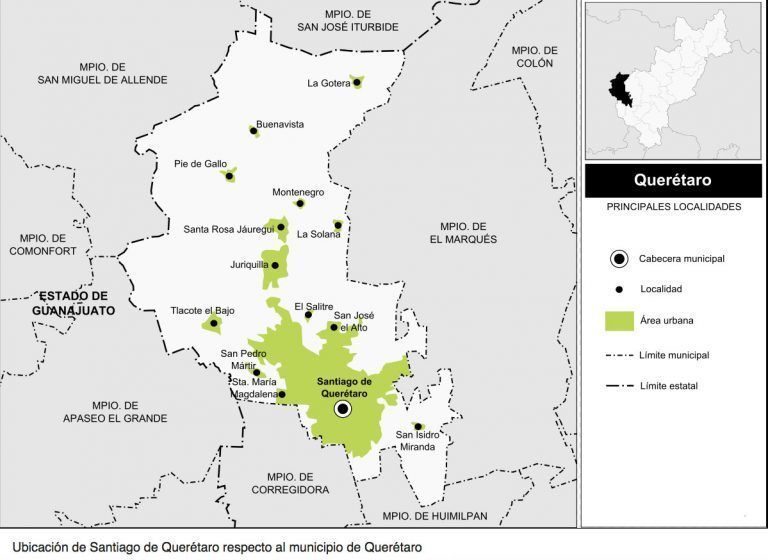 MPIO. DE
SAN JOSÉ ITURBIDE
MPIO. DE
SAN MIGUEL DE ALLENDE
MPIO. DE
COLÓN
La Gotera
Buenavista
Pie de Gallo
Montenegro
Santa Rosa Jáuregui
La Solana
MPIO. DE
EL MARQUÉS
MPIO. DE
COMONFORT
Juriquilla
ESTADO DE
GUANAJUATO
Tlacote el Bajo
El Salitre
San José
el Alto
San Pedro
Mártir
Sta. María
Magdalena
Santiago de
Querétaro
MPIO. DE
APASEO EL GRANDE
San Isidro
Miranda
MPIO. DE
CORREGIDORA
MPIO. DE HUIMILPAN
Querétaro
PRINCIPALES LOCALIDADES
Cabecera municipal
Localidad
Área urbana
Límite municipal
Límite estatal
Ubicación de Santiago de Querétaro respecto al municipio de Querétaro